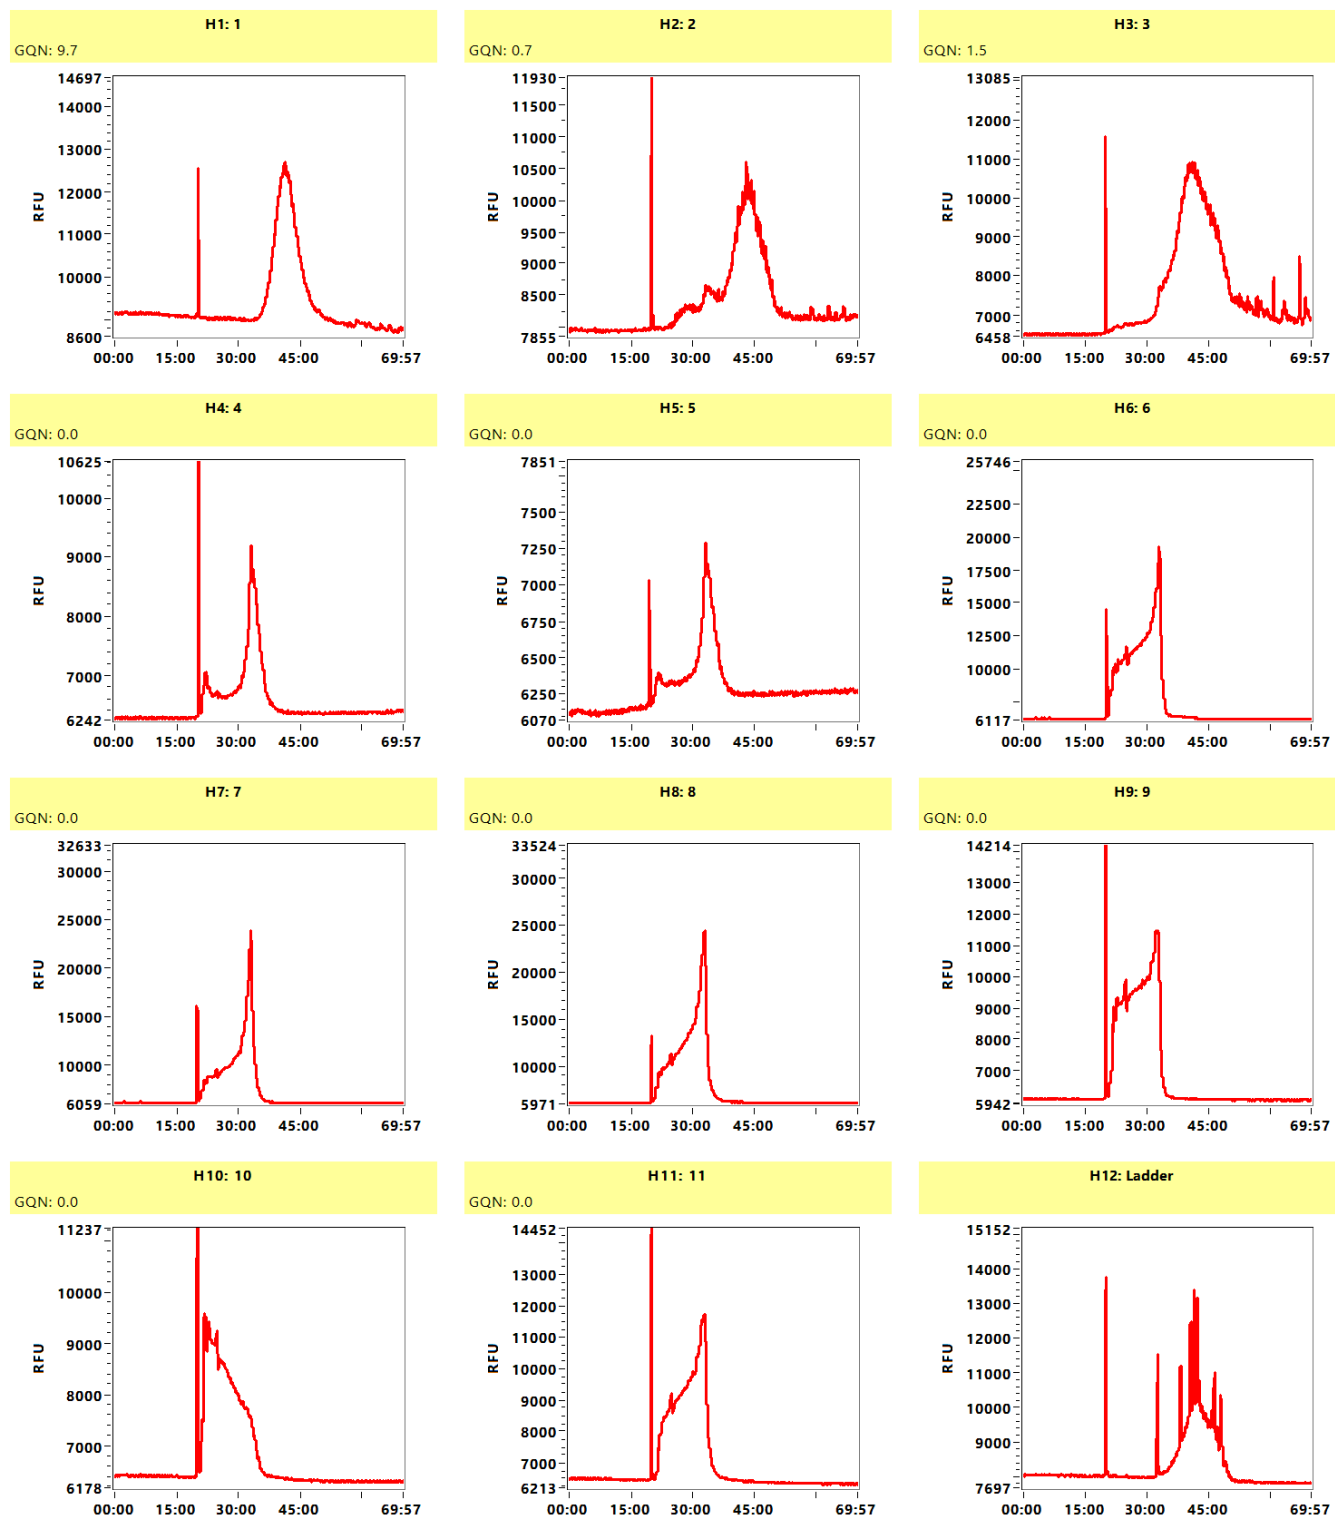 H1: 1
GQN: 9.7
14697
14000
13000
12000
11000
10000
8600
RFU
00:00 15:00 30:00 45:00 69:57
H2: 2
GQN: 0.7
11930
11500
11000
10500
10000
9500
9000
8500
7855
RFU
00:00 15:00 30:00 45:00 69:57
H3: 3
GQN: 1.5
13085
12000
11000
10000
9000
8000
7000
6458
RFU
00:00 15:00 30:00 45:00 69:57
H4: 4
GQN: 0.0
10625
10000
9000
8000
7000
6242
RFU
00:00 15:00 30:00 45:00 69:57
H5: 5
GQN: 0.0
7851
7500
7250
7000
6750
6500
6250
6070
RFU
00:00 15:00 30:00 45:00 69:57
H6: 6
GQN: 0.0
25746
22500
20000
17500
15000
12500
10000
6117
RFU
00:00 15:00 30:00 45:00 69:57
H7: 7
GQN: 0.0
32633
30000
25000
20000
15000
10000
6059
RFU
00:00 15:00 30:00 45:00 69:57
H8: 8
GQN: 0.0
33524
30000
25000
20000
15000
10000
5971
RFU
00:00 15:00 30:00 45:00 69:57
H9: 9
GQN: 0.0
14214
13000
12000
11000
10000
9000
8000
7000
5942
RFU
00:00 15:00 30:00 45:00 69:57
H10: 10
GQN: 0.0
11237
10000
9000
8000
7000
6178
RFU
00:00 15:00 30:00 45:00 69:57
H11: 11
GQN: 0.0
14452
13000
12000
11000
10000
9000
8000
7000
6213
RFU
00:00 15:00 30:00 45:00 69:57
H12: Ladder
15152
14000
13000
12000
11000
10000
9000
7697
RFU
00:00 15:00 30:00 45:00 69:57